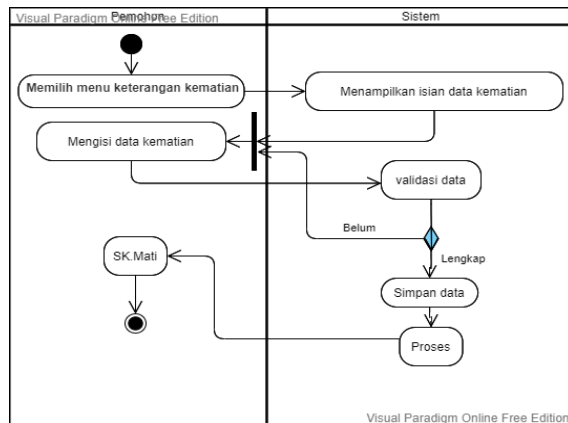 Visual Paradigm Online Free Edition
Pemohon
Sistem
Memilih menu keterangan kematian
Menampilkan isian data kematian
Mengisi data kematian
validasi data
Belum
Lengkap
SK.Mati
Simpan data
Proses
Visual Paradigm Online Free Edition